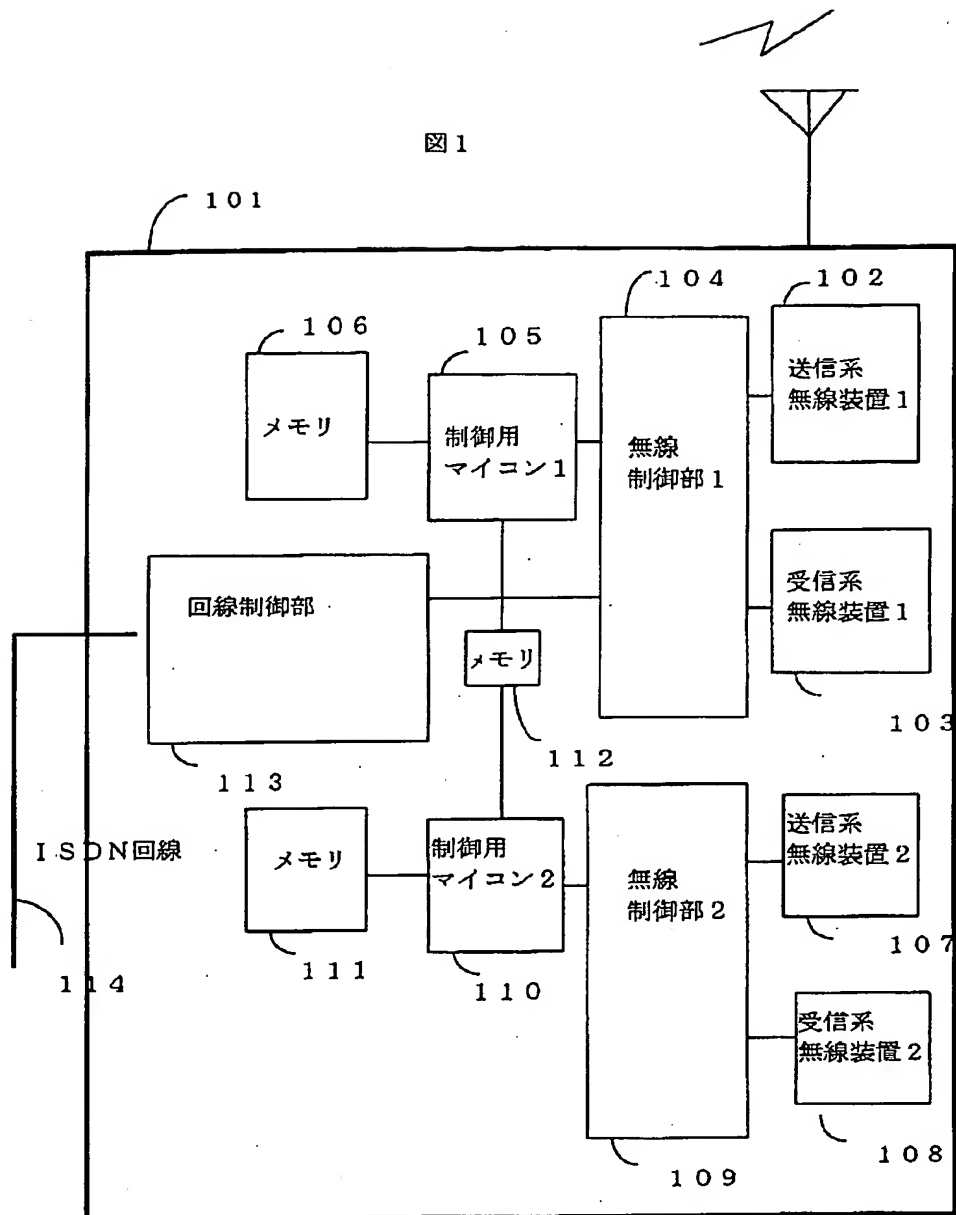 図1
101
106
メモリ
105
制御用
マイコン1
104
無線
制御部1
102
送信系
無線装置1
受信系
無線装置1
103
回線制御部
113
メモリ
112
ISDN回線
114
メモリ
111
制御用
マイコン2
110
無線
制御部2
109
送信系
無線装置2
107
受信系
無線装置2
108